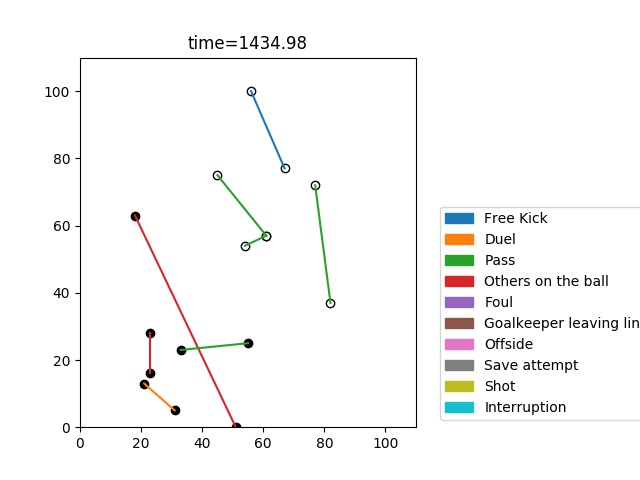 time=1434.98
100
80
60
40
20
0
0 20 40 60 80 100
Free Kick
Duel
Pass
Others on the ball
Foul
Goalkeeper leaving lin
Offside
Save attempt
Shot
Interruption